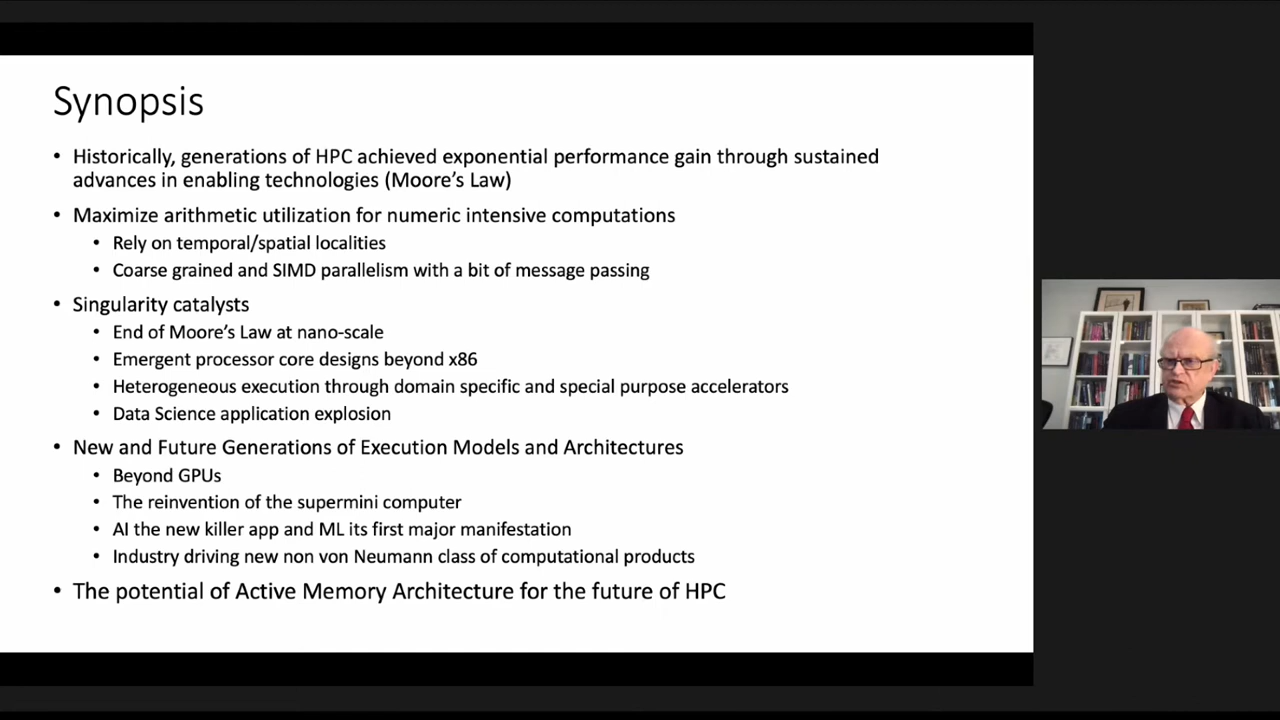 Synopsis
• Historically, generations of HPC achieved exponential performance gain through sustained
advances in enabling technologies (Moore's Law)
• Maximize arithmetic utilization for numeric intensive computations
• Rely on temporal/spatial localities
• Coarse grained and SIMD parallelism with a bit of message passing
• Singularity catalysts
• End of Moore's Law at nano-scale
• Emergent processor core designs beyond x86
• Heterogeneous execution through domain specific and special purpose accelerators
• Data Science application explosion
• New and Future Generations of Execution Models and Architectures
• Beyond GPUs
• The reinvention of the supermini computer
• AI the new killer app and ML its first major manifestation
• Industry driving new non von Neumann class of computational products
• The potential of Active Memory Architecture for the future of HPC